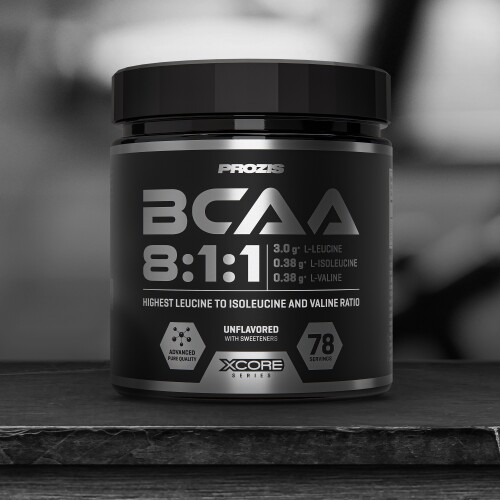 PROZIS
BCAA
8:1:1
3.0 g* L-LEUCINE
0.38 g* L-ISOLEUCINE
0.38 g* L-VALINE
HIGHEST LEUCINE TO ISOLEUCINE AND VALINE RATIO
UNFLAVORED
WITH SWEETENERS
ADVANCED
PURE QUALITY
78
SERVINGS
XCORE
SERIES